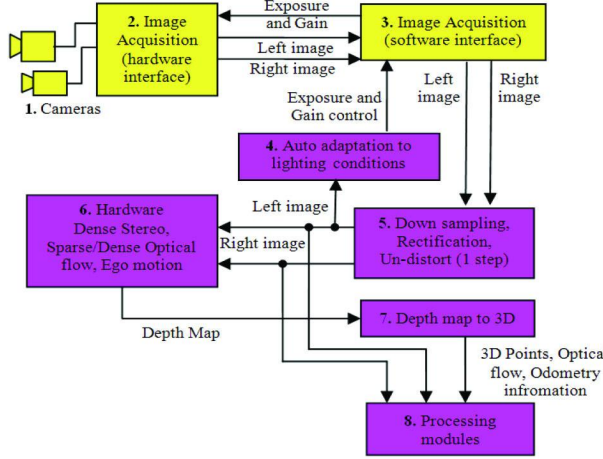 2. Image
Acquisition
(hardware
interface)
Exposure
and Gain
Left image
Right image
3. Image Acquisition
(software interface)
1. Cameras
Exposure and
Gain control
Left
image
Right
image
4. Auto adaptation to
lighting conditions
6. Hardware
Dense Stereo,
Sparse/Dense Optical
flow, Ego motion
Left image
Right image
5. Down sampling,
Rectification,
Un-distort (1 step)
Depth Map
7. Depth map to 3D
3D Points, Optical
flow, Odometry
infromation
8. Processing
modules